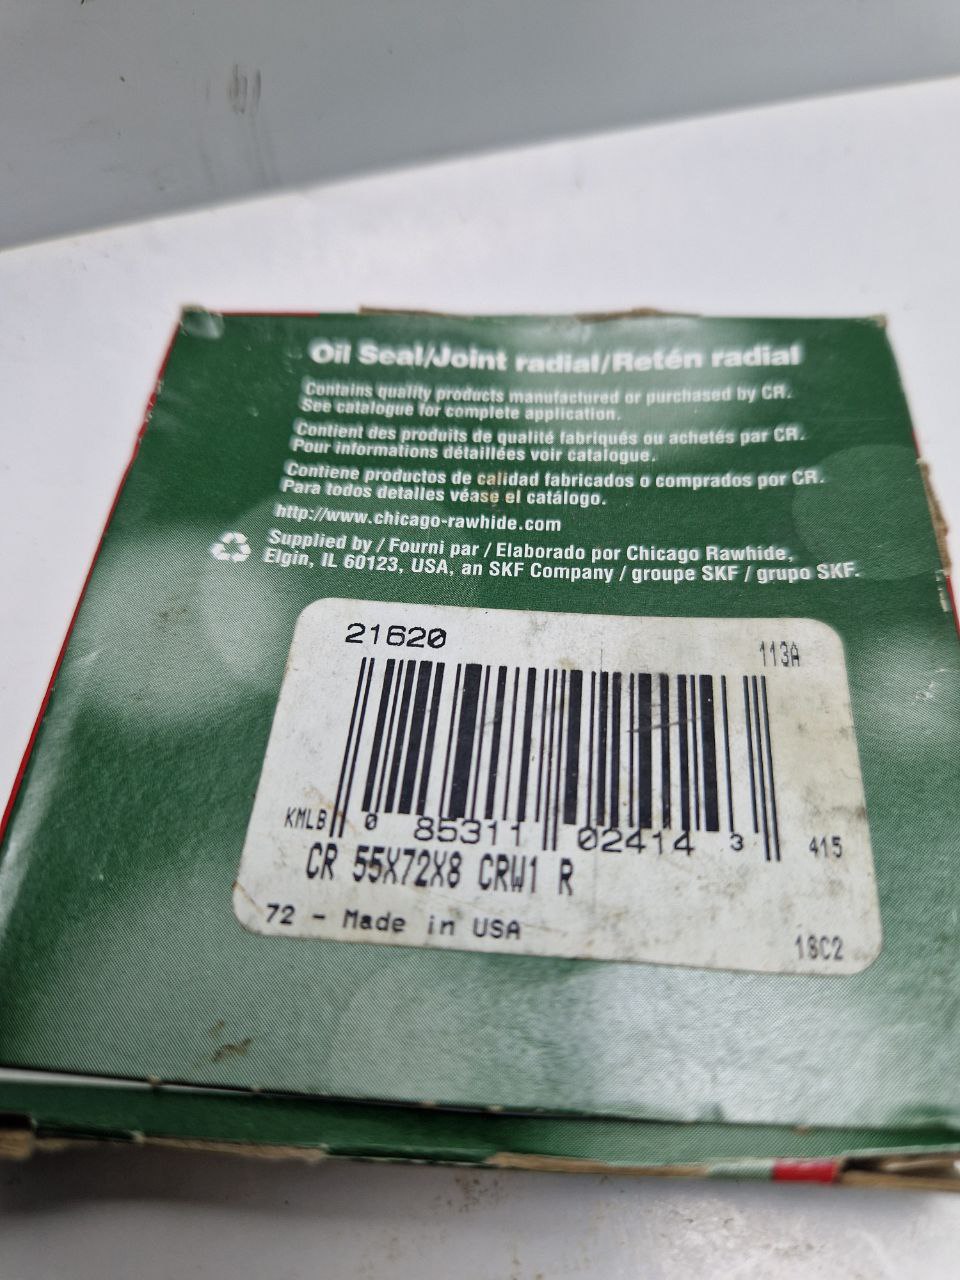 Oil Seal/Joint radial/Retén radial
Contains quality products manufactured or purchased by CR.
See catalogue for complete application.
Contient des produits de qualité fabriqués ou achetés par CR.
Pour informations détaillées voir catalogue.
Contiene productos de calidad fabricados o comprados por CR.
Para todos detalles véase el catálogo.
http://www.chicago-rawhide.com
Supplied by / Fourni par / Elaborado por Chicago Rawhide,
Elgin, IL 60123, USA, an SKF Company / groupe SKF / grupo SKF.
21620
113A
KMLB 0 85311 02414 3 415
CR 55X72X8 CRW1 R
72 - Made in USA
18C2